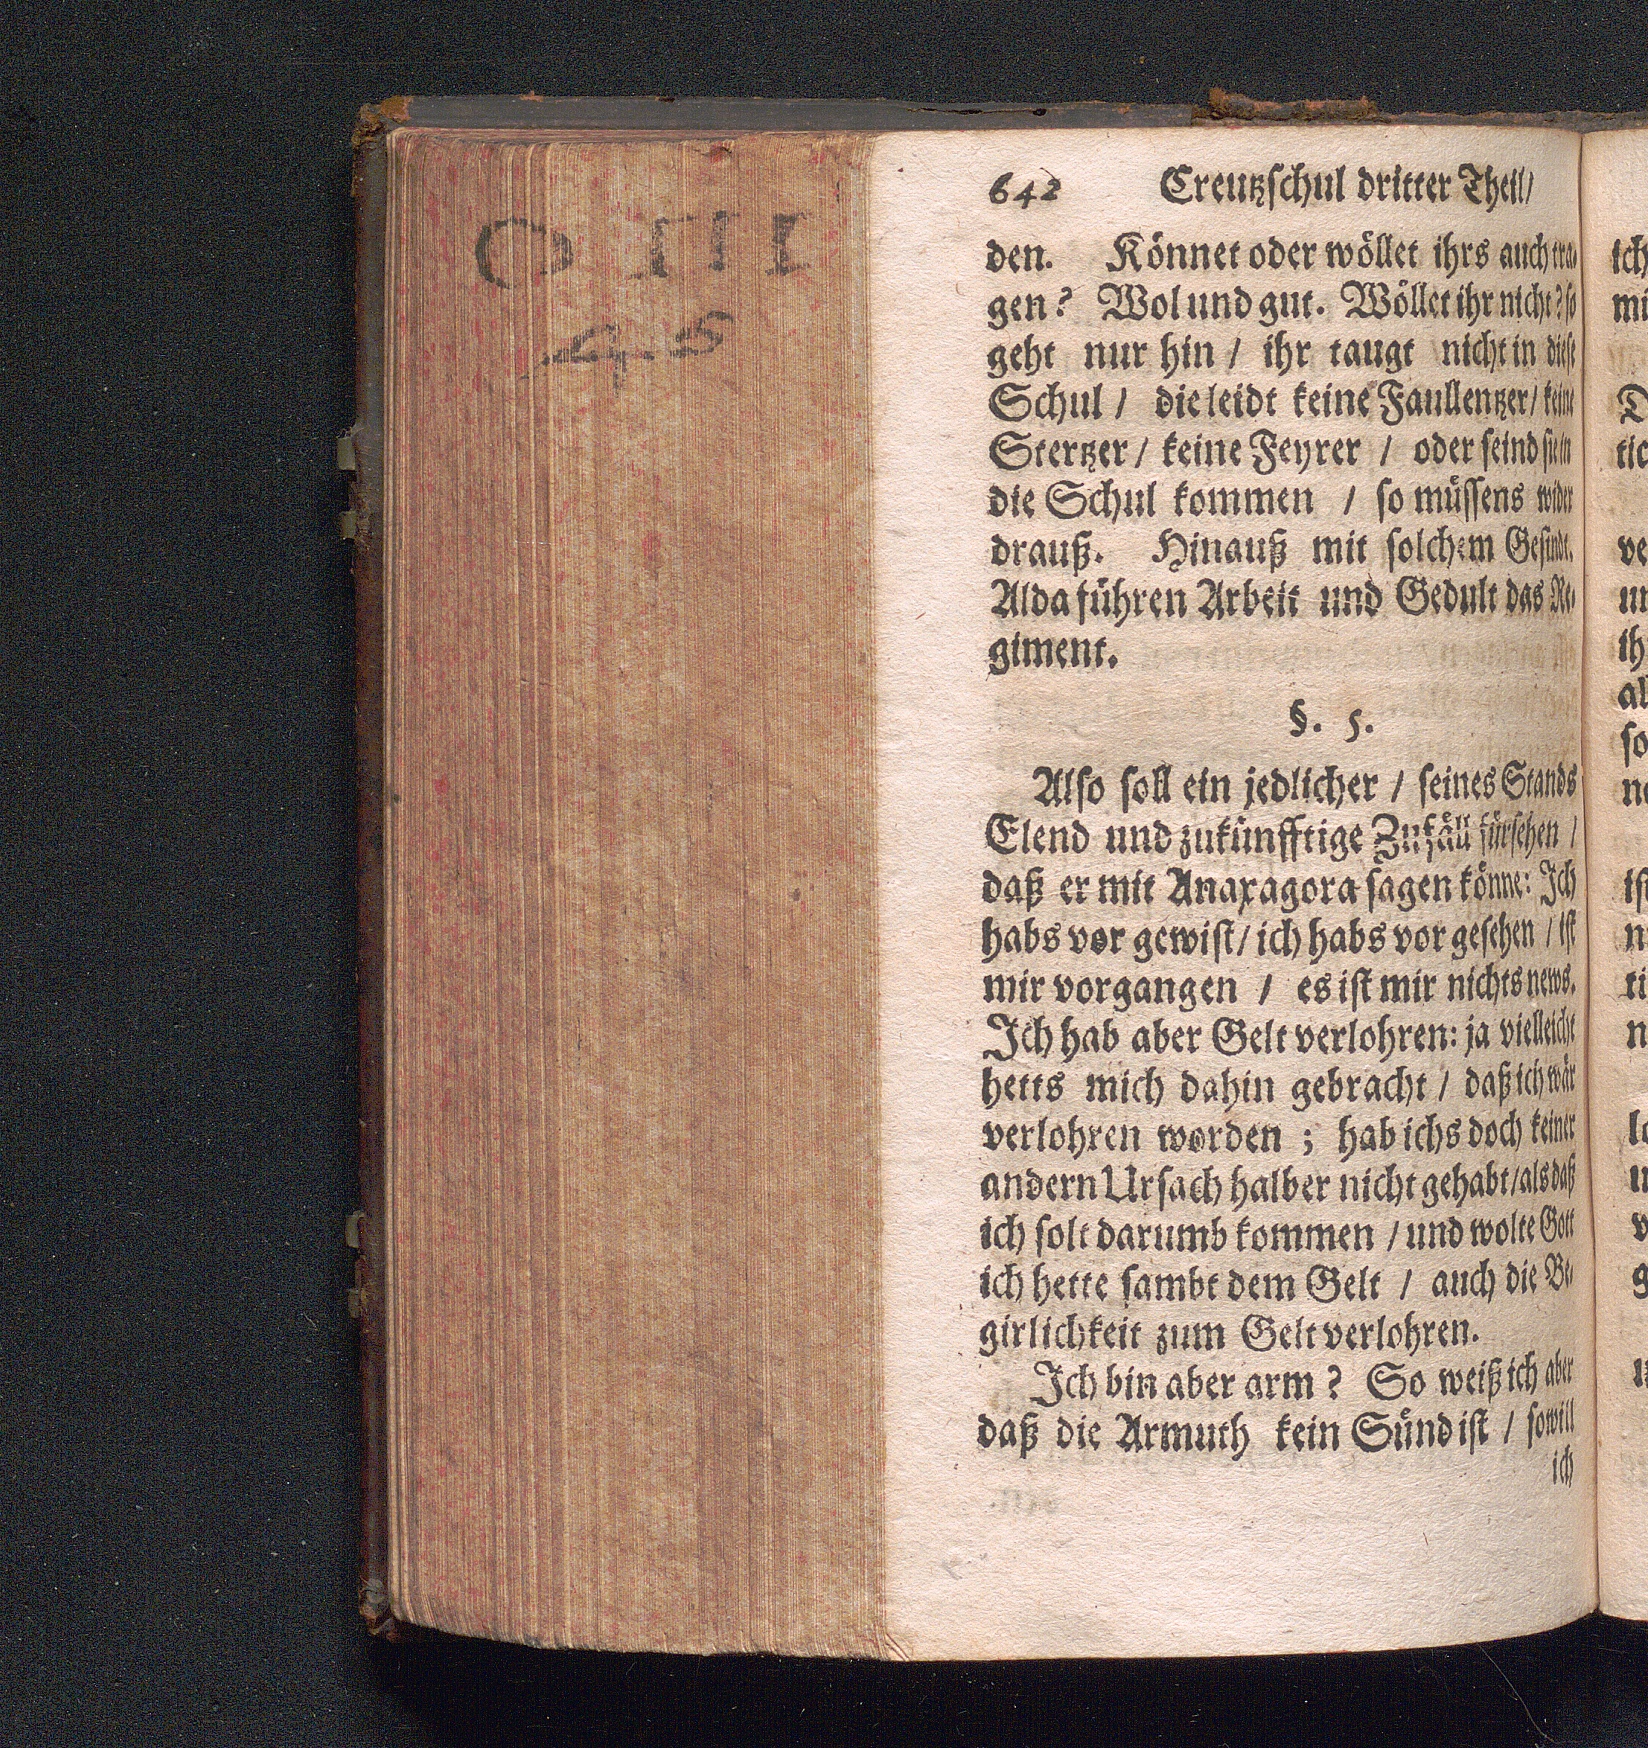 O III
45
642 Creutzschul dritter Theil/
den. Könnet oder wöllet ihrs auch tra-
gen? Wol und gut. Wöllet ihr nicht? so
geht nur hin / ihr taugt nicht in diese
Schul / die leidt keine Faullentzer / keine
Stertzer / keine Feyrer / oder seind sie in
die Schul kommen / so müssens wider
drauß. Hinauß mit solchem Gesindt.
Alda führen Arbeit und Gedult das Re-
giment.
§. 5.
Also soll ein jedlicher / seines Stands
Elend und zukünfftige Zufäll fürsehen /
daß er mit Anaxagora sagen könne: Ich
habs vor gewist / ich habs vor gesehen / ist
mir vorgangen / es ist mir nichts news.
Ich hab aber Gelt verlohren: ja vielleicht
hetts mich dahin gebracht / daß ich wär
verlohren worden ; hab ichs doch keiner
andern Ursach halber nicht gehabt / als daß
ich solt darumb kommen / und wolte Gott
ich hette sambt dem Gelt / auch die Be-
girlichkeit zum Gelt verlohren.
Ich bin aber arm ? So weiß ich aber
daß die Armuth kein Sünd ist / so will
ich